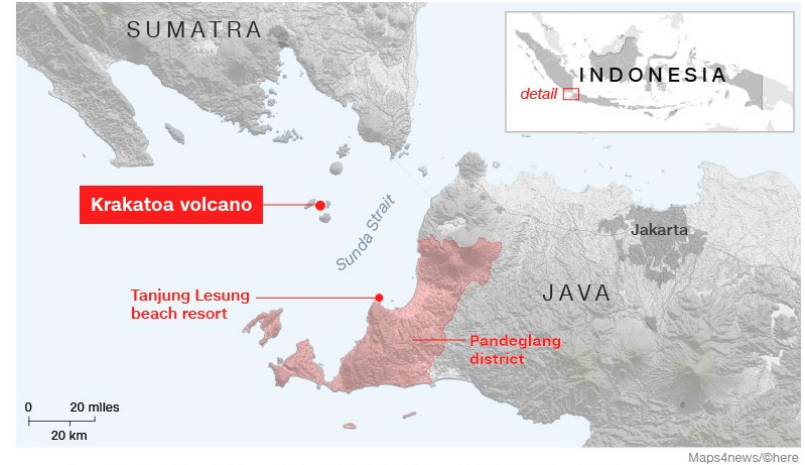 SUMATRA
INDONESIA
detail
Krakatoa volcano
Sunda Strait
Jakarta
Tanjung Lesung
beach resort
JAVA
Pandeglang
district
0 20 miles
20 km
Maps4news/©here